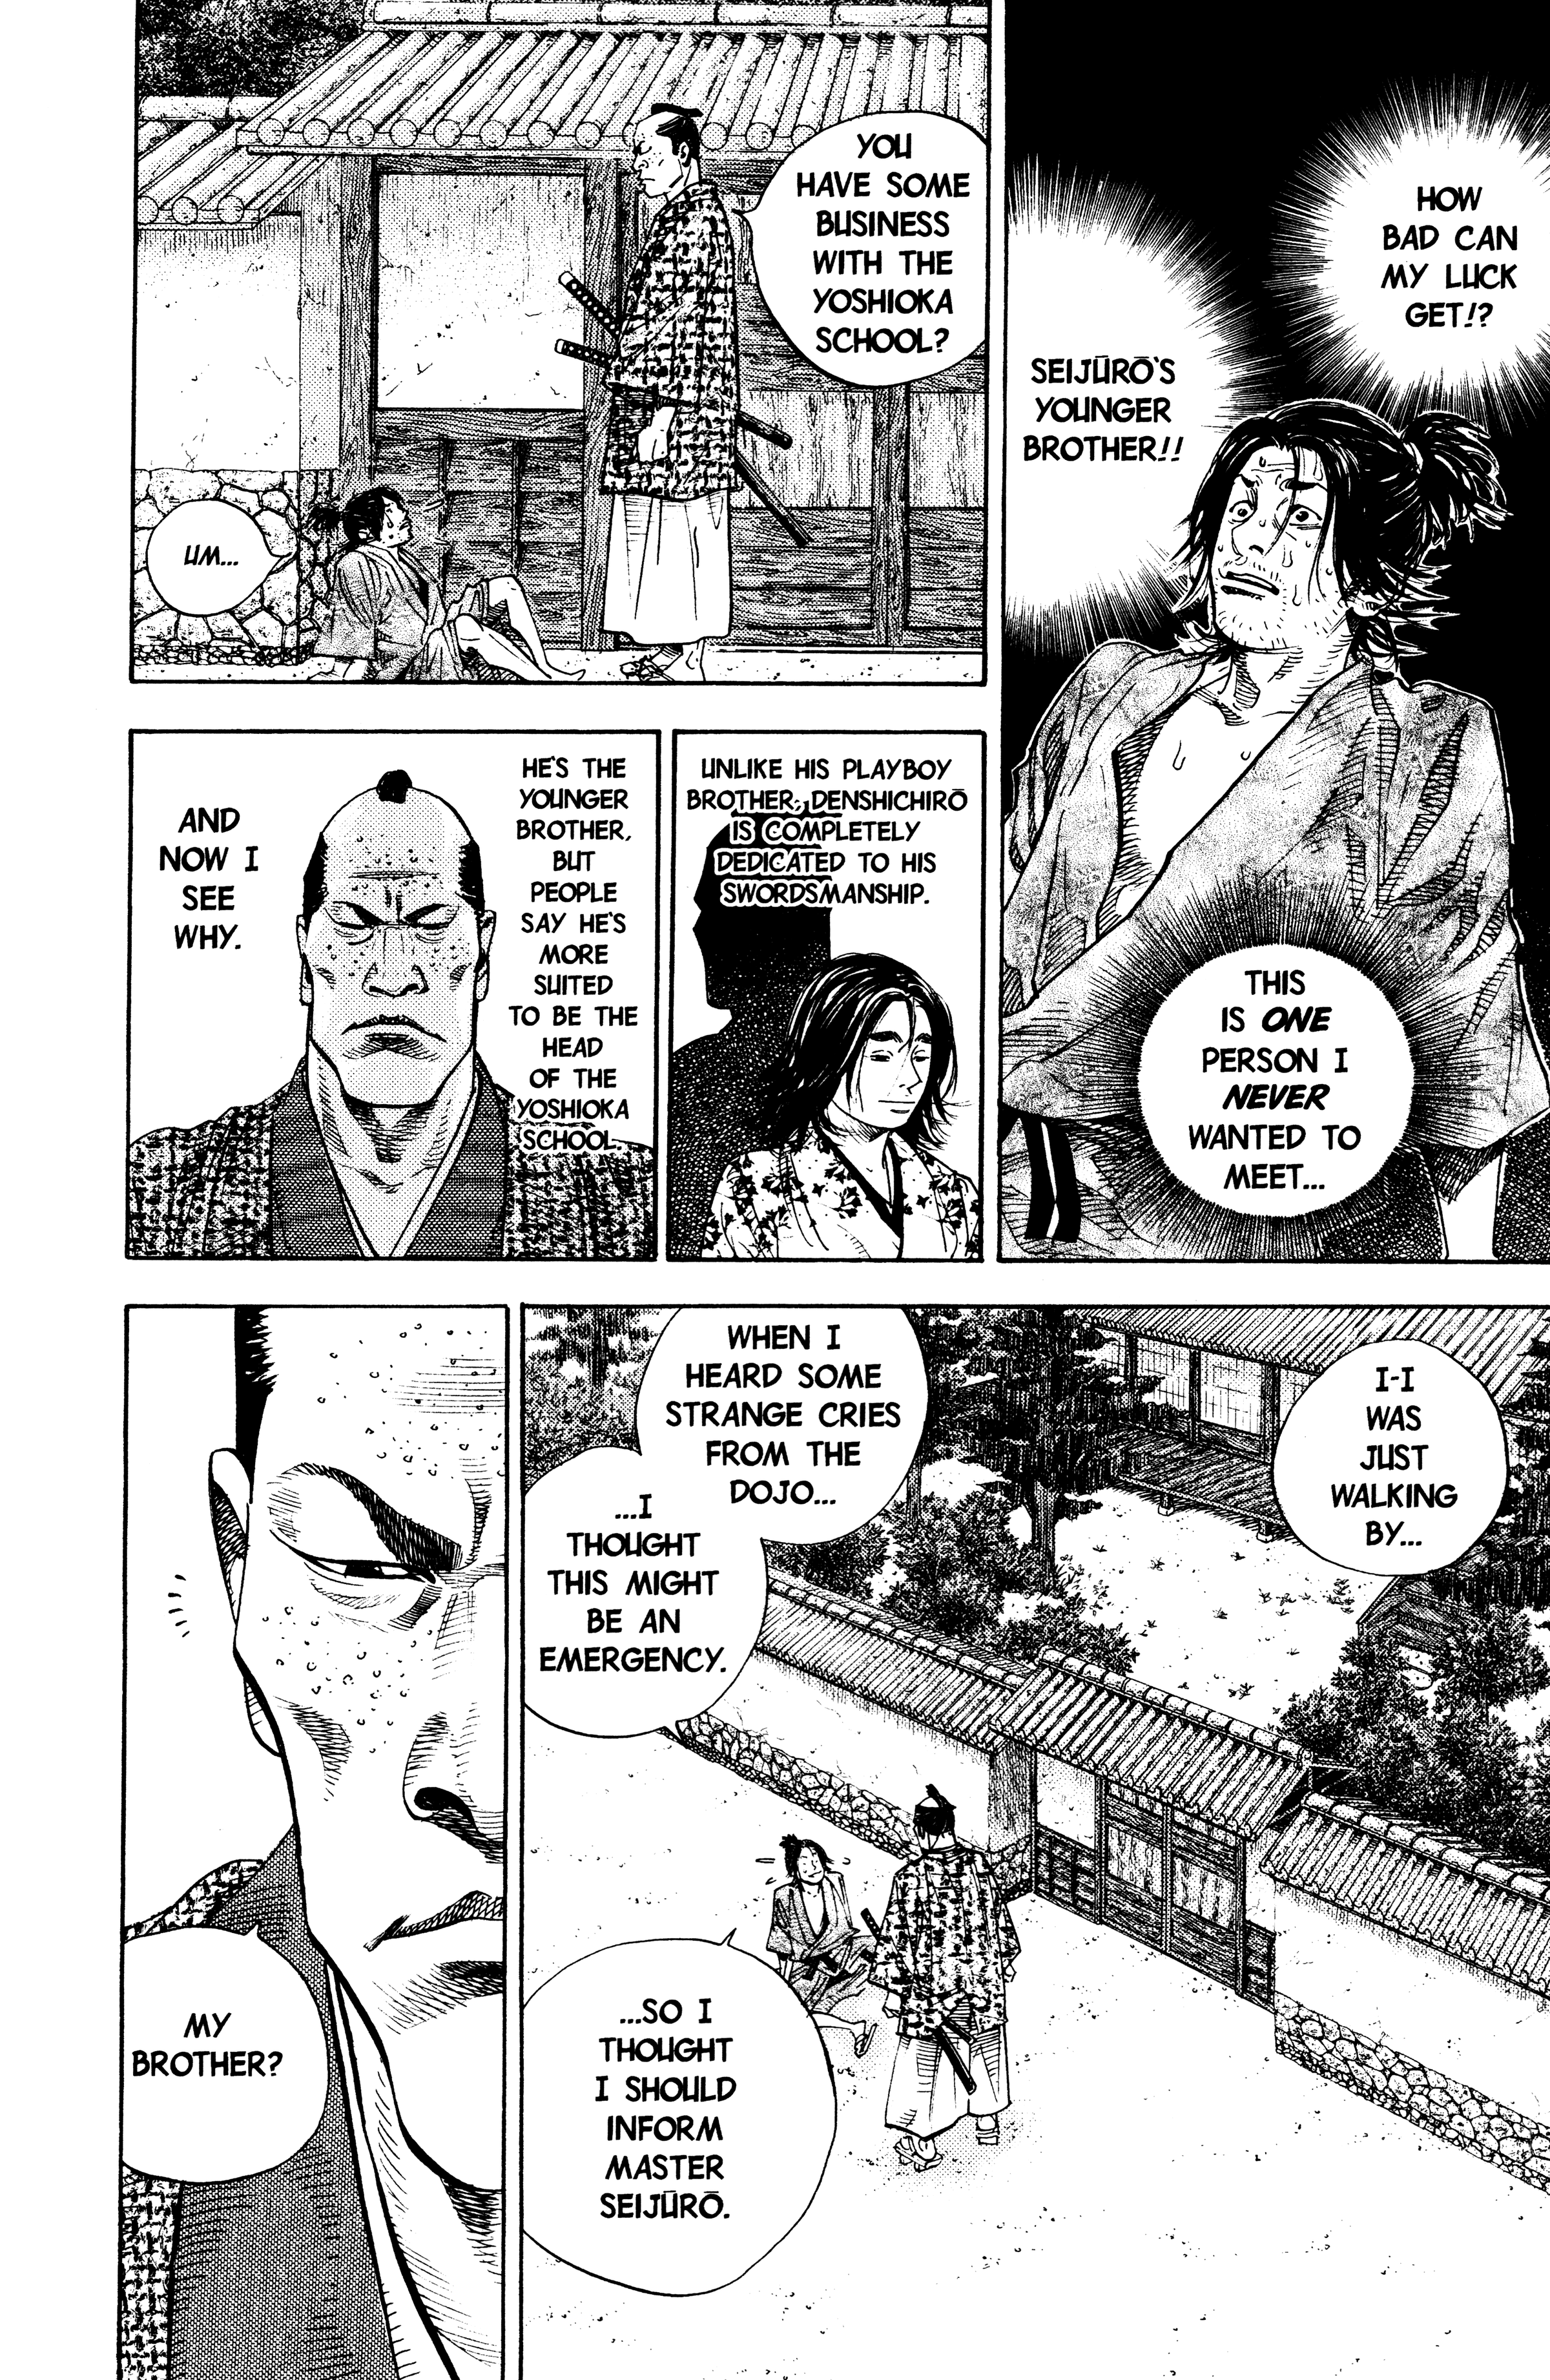 HOW
BAD CAN
MY LUCK
GET!?
SEIJŪRŌ'S
YOUNGER
BROTHER!!
THIS
IS ONE
PERSON I
NEVER
WANTED TO
MEET...
YOU
HAVE SOME
BUSINESS
WITH THE
YOSHIOKA
SCHOOL?
UM...
UNLIKE HIS PLAYBOY
BROTHER, DENSHICHIRŌ
IS COMPLETELY
DEDICATED TO HIS
SWORDSMANSHIP.
HE'S THE
YOUNGER
BROTHER,
BUT
PEOPLE
SAY HE'S
MORE
SUITED
TO BE THE
HEAD
OF THE
YOSHIOKA
SCHOOL.
AND
NOW I
SEE
WHY.
I-I
WAS
JUST
WALKING
BY...
WHEN I
HEARD SOME
STRANGE CRIES
FROM THE
DOJO...
...I
THOUGHT
THIS MIGHT
BE AN
EMERGENCY.
...SO I
THOUGHT
I SHOULD
INFORM
MASTER
SEIJŪRŌ.
MY
BROTHER?